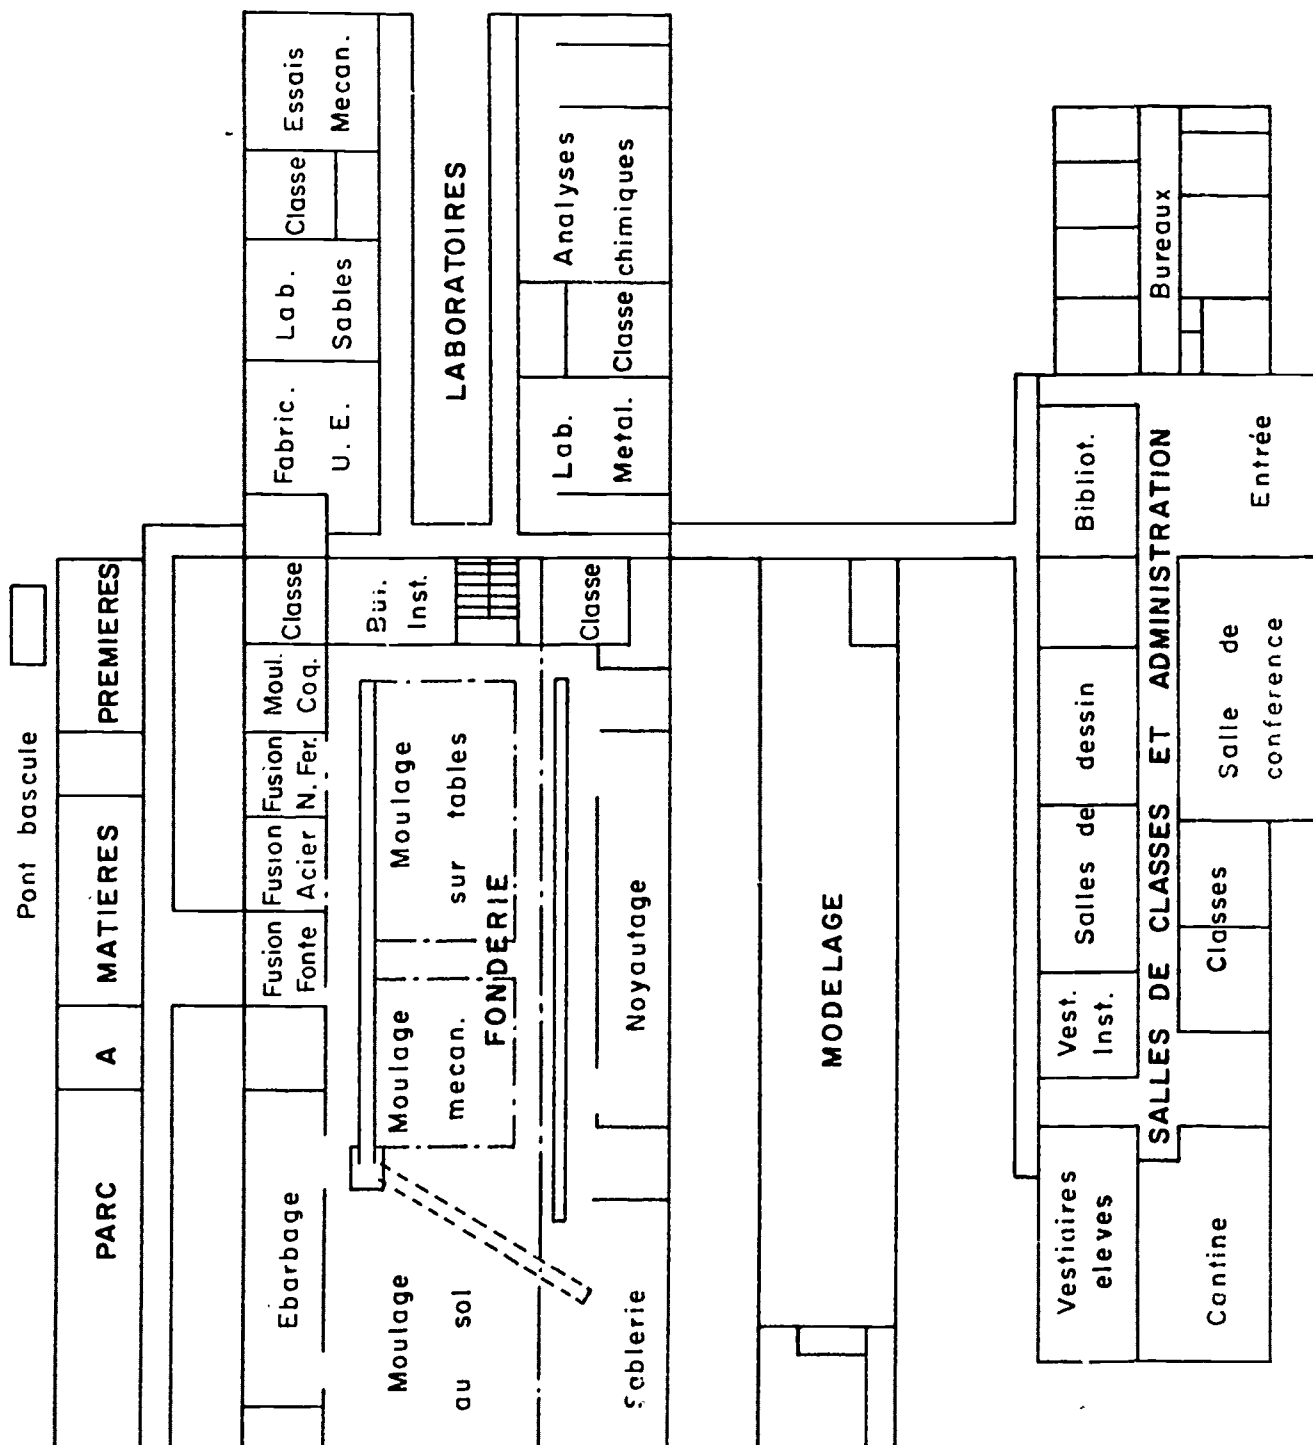 Pont bascule
PARC A MATIERES PREMIERES
Ebarbage
Fusion
Fonte
Fusion
Acier
Fusion
N. Fer.
Moul.
Coq.
Classe
Fabric.
U. E.
Lab.
Sables
Classe
Essais
Mecan.
Bur.
Inst.
LABORATOIRES
Moulage
au sol
Moulage
mecan.
Moulage
sur tables
FONDERIE
Sablerie
Noyautage
Classe
Lab.
Metal.
Classe
Analyses
chimiques
MODELAGE
Vestiaires
eleves
Vest.
Inst.
Salles de dessin
Bibliot.
Bureaux
SALLES DE CLASSES ET ADMINISTRATION
Cantine
Classes
Salle de
conference
Entrée